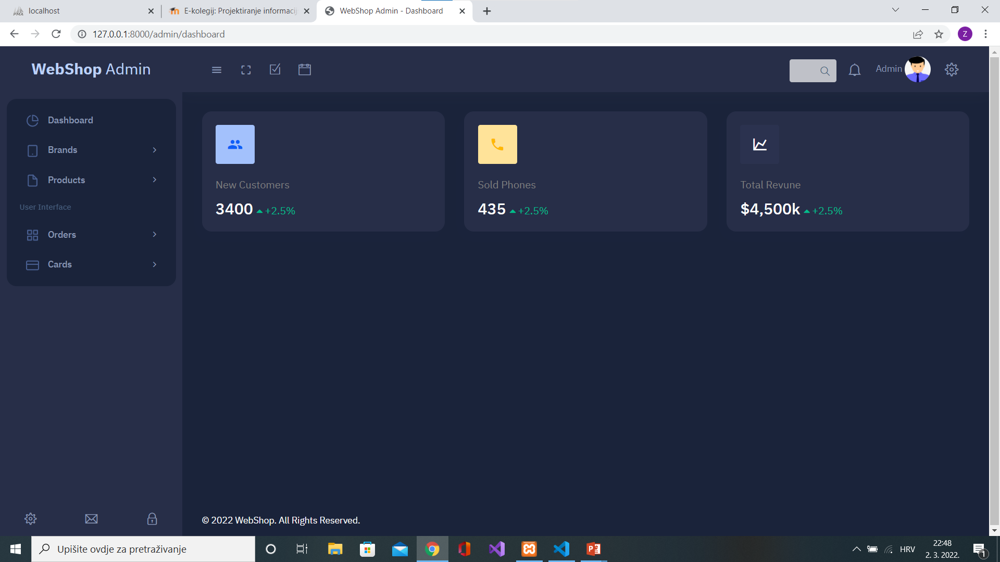 localhost
E-kolegij: Projektiranje informacij
WebShop Admin - Dashboard
127.0.0.1:8000/admin/dashboard
Z
WebShop Admin
Admin
Dashboard
Brands
Products
User Interface
Orders
Cards
New Customers
3400 +2.5%
Sold Phones
435 +2.5%
Total Revune
$4,500k +2.5%
© 2022 WebShop. All Rights Reserved.
Upišite ovdje za pretraživanje
HRV
22:48
2. 3. 2022.
1